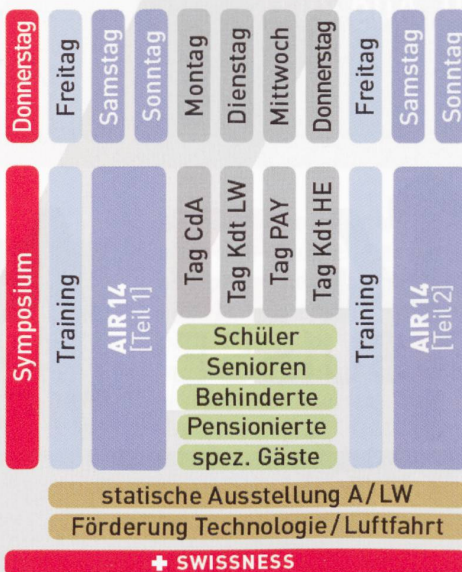 Donnerstag
Freitag
Samstag
Sonntag
Montag
Dienstag
Mittwoch
Donnerstag
Freitag
Samstag
Sonntag
Symposium
Training
AIR 14
[Teil 1]
Tag CdA
Tag Kdt LW
Tag PAY
Tag Kdt HE
Training
AIR 14
[Teil 2]
Schüler
Senioren
Behinderte
Pensionierte
spez. Gäste
statische Ausstellung A/LW
Förderung Technologie/Luftfahrt
SWISSNESS